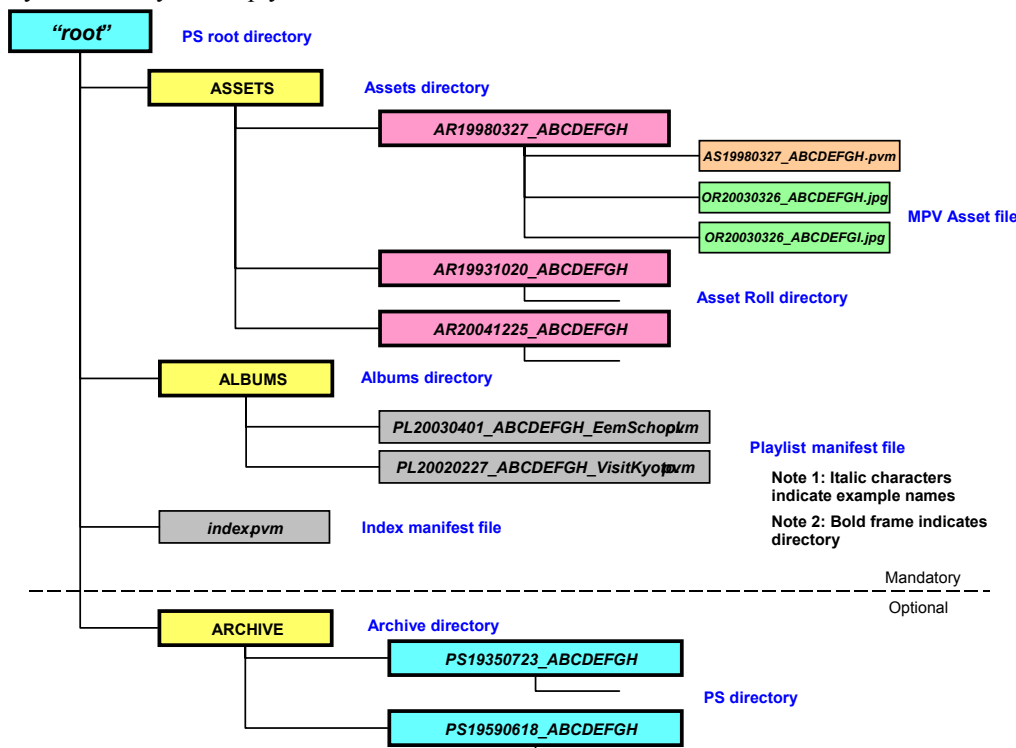 “root”
PS root directory
ASSETS
Assets directory
AR19980327_ABCDEFGH
AS19980327_ABCDEFGH.pvm
OR20030326_ABCDEFGH.jpg
MPV Asset file
OR20030326_ABCDEFGI.jpg
AR19931020_ABCDEFGH
Asset Roll directory
AR20041225_ABCDEFGH
ALBUMS
Albums directory
PL20030401_ABCDEFGH_EemSchool.pvm
PL20020227_ABCDEFGH_VisitKyoto.pvm
Playlist manifest file
Note 1: Italic characters
indicate example names
Note 2: Bold frame indicates
directory
index.pvm
Index manifest file
Mandatory
Optional
ARCHIVE
Archive directory
PS19350723_ABCDEFGH
PS directory
PS19590618_ABCDEFGH